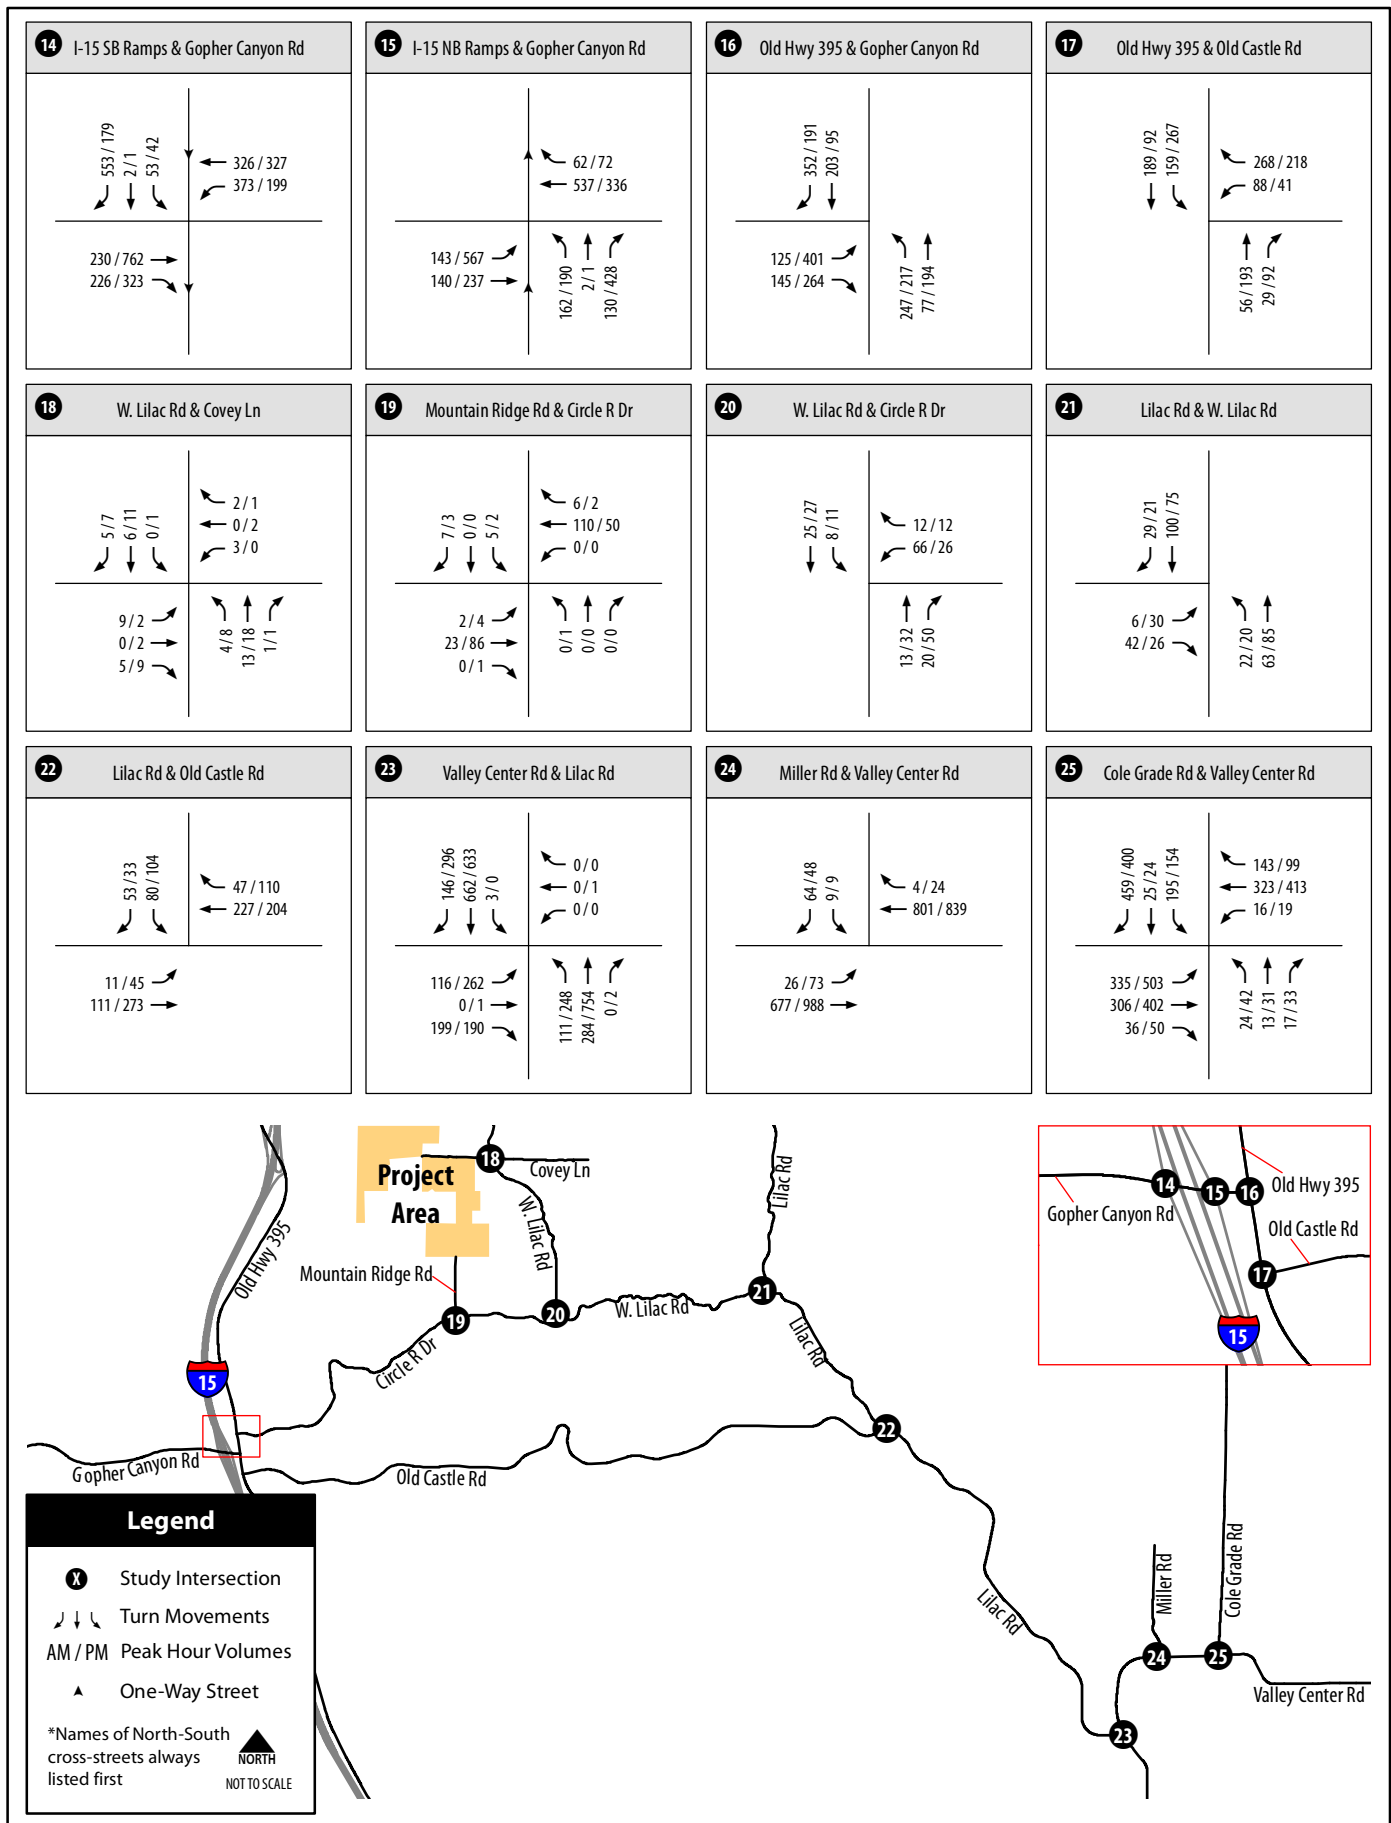 14 I-15 SB Ramps & Gopher Canyon Rd
553 / 179
2 / 1
53 / 42
326 / 327
373 / 199
230 / 762
226 / 323
15 I-15 NB Ramps & Gopher Canyon Rd
62 / 72
537 / 336
143 / 567
140 / 237
162 / 190
2 / 1
130 / 428
16 Old Hwy 395 & Gopher Canyon Rd
352 / 191
203 / 95
125 / 401
145 / 264
247 / 217
77 / 194
17 Old Hwy 395 & Old Castle Rd
189 / 92
159 / 267
268 / 218
88 / 41
56 / 193
29 / 92
18 W. Lilac Rd & Covey Ln
5 / 7
6 / 11
0 / 1
2 / 1
0 / 2
3 / 0
9 / 2
0 / 2
5 / 9
4 / 8
13 / 18
1 / 1
19 Mountain Ridge Rd & Circle R Dr
7 / 3
0 / 0
5 / 2
6 / 2
110 / 50
0 / 0
2 / 4
23 / 86
0 / 1
0 / 1
0 / 0
0 / 0
20 W. Lilac Rd & Circle R Dr
25 / 27
8 / 11
12 / 12
66 / 26
13 / 32
20 / 50
21 Lilac Rd & W. Lilac Rd
29 / 21
100 / 75
6 / 30
42 / 26
22 / 20
63 / 85
22 Lilac Rd & Old Castle Rd
53 / 33
80 / 104
47 / 110
227 / 204
11 / 45
111 / 273
23 Valley Center Rd & Lilac Rd
146 / 296
662 / 633
3 / 0
0 / 0
0 / 1
0 / 0
116 / 262
0 / 1
199 / 190
111 / 248
284 / 754
0 / 2
24 Miller Rd & Valley Center Rd
64 / 48
9 / 9
4 / 24
801 / 839
26 / 73
677 / 988
25 Cole Grade Rd & Valley Center Rd
459 / 400
25 / 24
195 / 154
143 / 99
323 / 413
16 / 19
335 / 503
306 / 402
36 / 50
24 / 42
13 / 31
17 / 33
Project
Area
18
Covey Ln
W. Lilac Rd
Lilac Rd
Old Hwy 395
Mountain Ridge Rd
19
20
W. Lilac Rd
21
Circle R Dr
Lilac Rd
15
22
Gopher Canyon Rd
Old Castle Rd
Lilac Rd
Miller Rd
Cole Grade Rd
24
25
Valley Center Rd
23
14
15
16
Old Hwy 395
Gopher Canyon Rd
Old Castle Rd
17
15
Legend
X Study Intersection
Turn Movements
AM / PM Peak Hour Volumes
One-Way Street
*Names of North-South
cross-streets always
listed first
NORTH
NOT TO SCALE